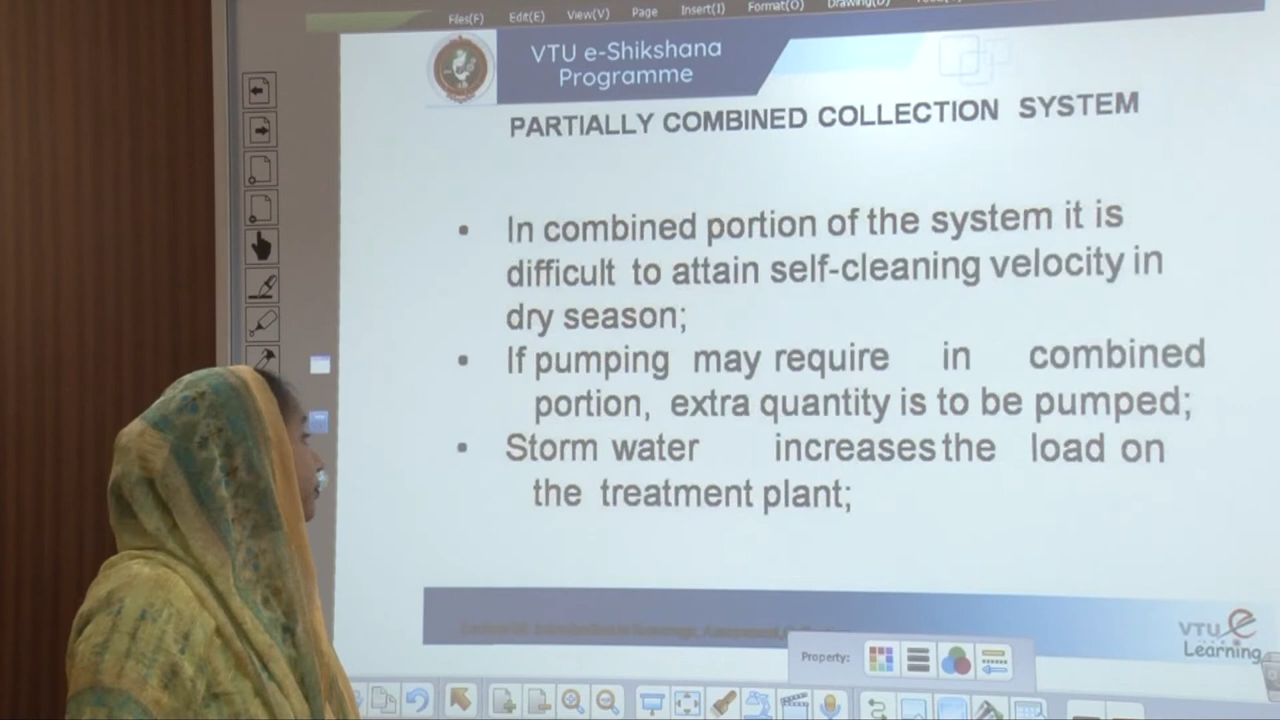 Files(F) Edit(E) View(V) Page Insert(I) Format(O) Drawing(D)
VTU e-Shikshana
Programme
PARTIALLY COMBINED COLLECTION SYSTEM
• In combined portion of the system it is
difficult to attain self-cleaning velocity in
dry season;
• If pumping may require in combined
portion, extra quantity is to be pumped;
• Storm water increases the load on
the treatment plant;
VTU e
Learning
Property: